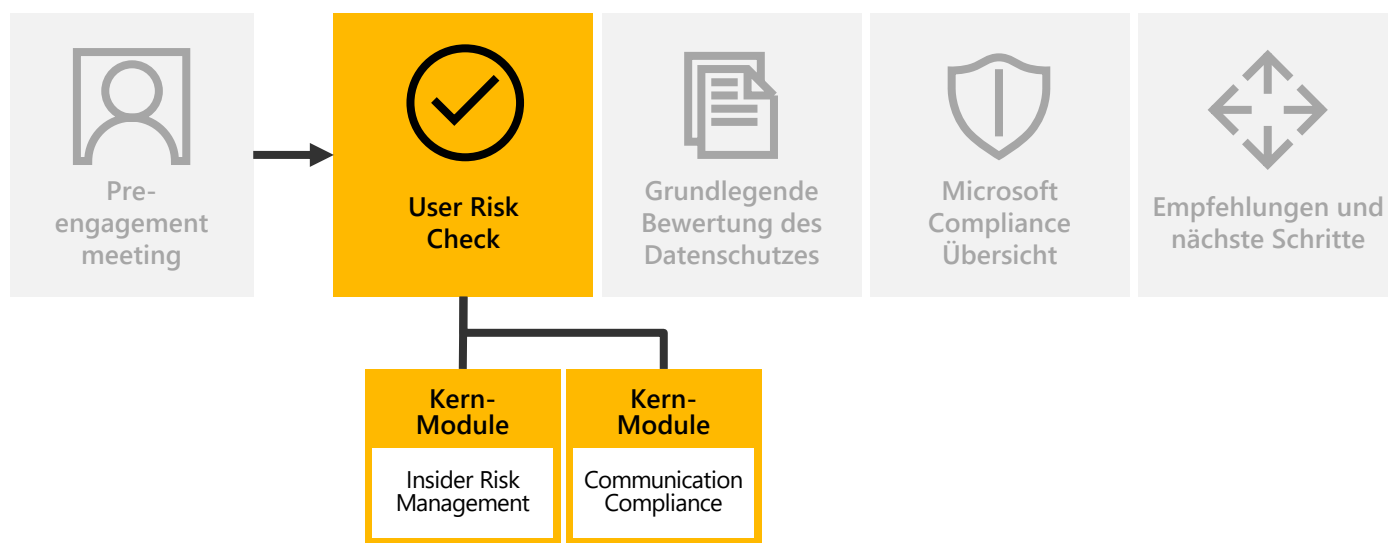 Pre-
engagement
meeting
User Risk
Check
Grundlegende
Bewertung des
Datenschutzes
Microsoft
Compliance
Übersicht
Empfehlungen und
nächste Schritte
Kern-
Module
Insider Risk
Management
Kern-
Module
Communication
Compliance